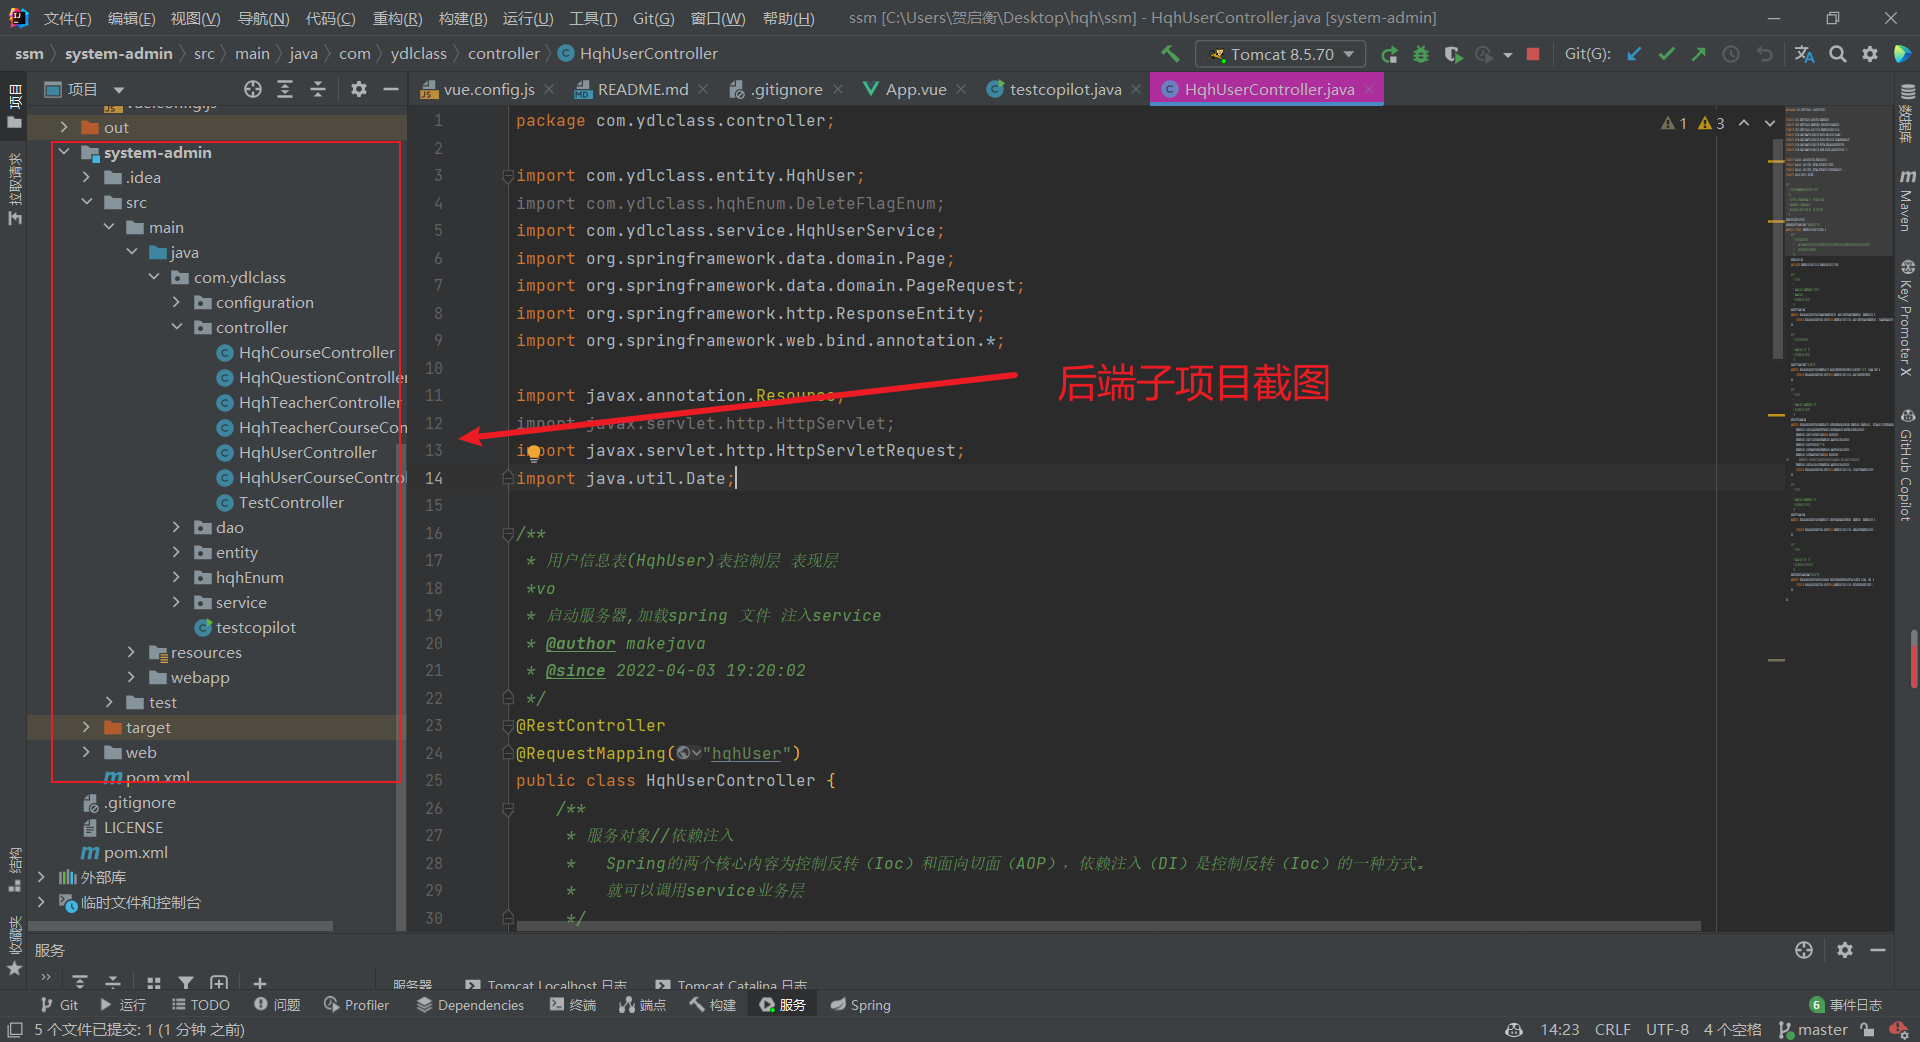 文件(F) 编辑(E) 视图(V) 导航(N) 代码(C) 重构(R) 构建(B) 运行(U) 工具(T) Git(G) 窗口(W) 帮助(H) ssm [C:\Users\贺启衡\Desktop\hqh\ssm] - HqhUserController.java [system-admin]
ssm system-admin src main java com ydlclass controller HqhUserController Tomcat 8.5.70 Git(G):
项目 vue.config.js README.md .gitignore App.vue testcopilot.java HqhUserController.java
项目
拉取请求
结构
收藏夹
out
system-admin
.idea
src
main
java
com.ydlclass
configuration
controller
HqhCourseController
HqhQuestionController
HqhTeacherController
HqhTeacherCourseCon
HqhUserController
HqhUserCourseContro
TestController
dao
entity
hqhEnum
service
testcopilot
resources
webapp
test
target
web
pom.xml
.gitignore
LICENSE
pom.xml
外部库
临时文件和控制台
1 package com.ydlclass.controller;
2
3 import com.ydlclass.entity.HqhUser;
4 import com.ydlclass.hqhEnum.DeleteFlagEnum;
5 import com.ydlclass.service.HqhUserService;
6 import org.springframework.data.domain.Page;
7 import org.springframework.data.domain.PageRequest;
8 import org.springframework.http.ResponseEntity;
9 import org.springframework.web.bind.annotation.*;
10
11 import javax.annotation.Resource;
12 import javax.servlet.http.HttpServlet;
13 import javax.servlet.http.HttpServletRequest;
14 import java.util.Date;
15
16 /**
17 * 用户信息表(HqhUser)表控制层 表现层
18 *vo
19 * 启动服务器,加载spring 文件 注入service
20 * @author makejava
21 * @since 2022-04-03 19:20:02
22 */
23 @RestController
24 @RequestMapping("hqhUser")
25 public class HqhUserController {
26 /**
27 * 服务对象//依赖注入
28 * Spring的两个核心内容为控制反转（Ioc）和面向切面（AOP），依赖注入（DI）是控制反转（Ioc）的一种方式。
29 * 就可以调用service业务层
30 */
后端子项目截图
1 3
数据库
Maven
Key Promoter X
GitHub Copilot
服务
服务器 Tomcat Localhost 日志 Tomcat Catalina 日志
Git 运行 TODO 问题 Profiler Dependencies 终端 端点 构建 服务 Spring 6 事件日志
5 个文件已提交: 1 (1 分钟 之前) 14:23 CRLF UTF-8 4 个空格 master